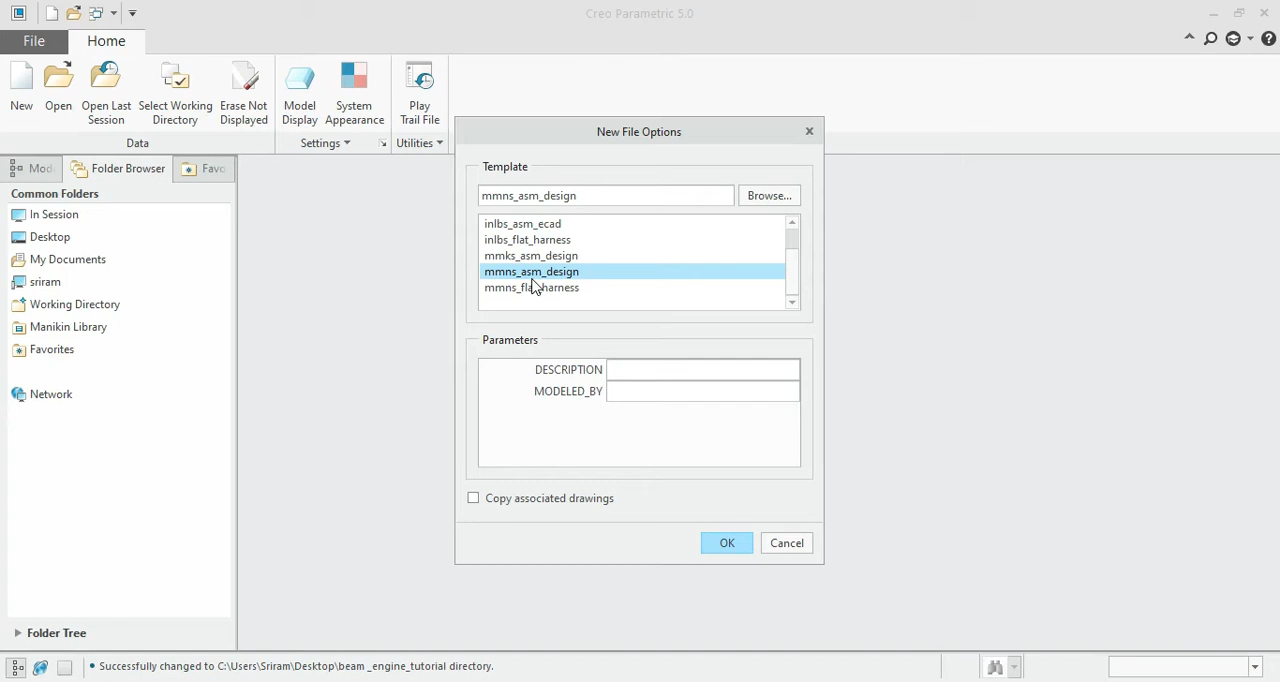 Creo Parametric 5.0
File
Home
New
Open
Open Last Session
Select Working Directory
Erase Not Displayed
Model Display
System Appearance
Play Trail File
Data
Settings
Utilities
Mod
Folder Browser
Favo
Common Folders
In Session
Desktop
My Documents
sriram
Working Directory
Manikin Library
Favorites
Network
Folder Tree
New File Options
Template
mmns_asm_design
Browse...
inlbs_asm_ecad
inlbs_flat_harness
mmks_asm_design
mmns_asm_design
mmns_flat_harness
Parameters
DESCRIPTION
MODELED_BY
Copy associated drawings
OK
Cancel
• Successfully changed to C:\Users\Sriram\Desktop\beam _engine_tutorial directory.